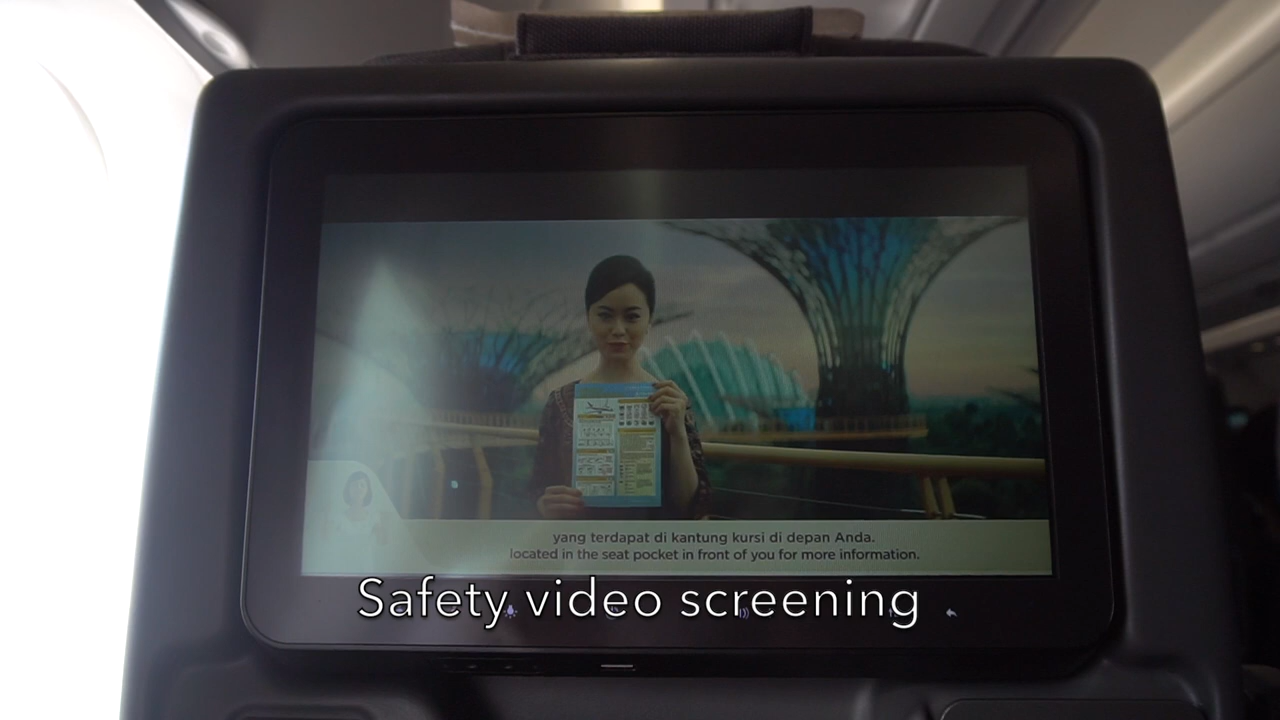 yang terdapat di kantung kursi di depan Anda.
located in the seat pocket in front of you for more information.
Safety video screening